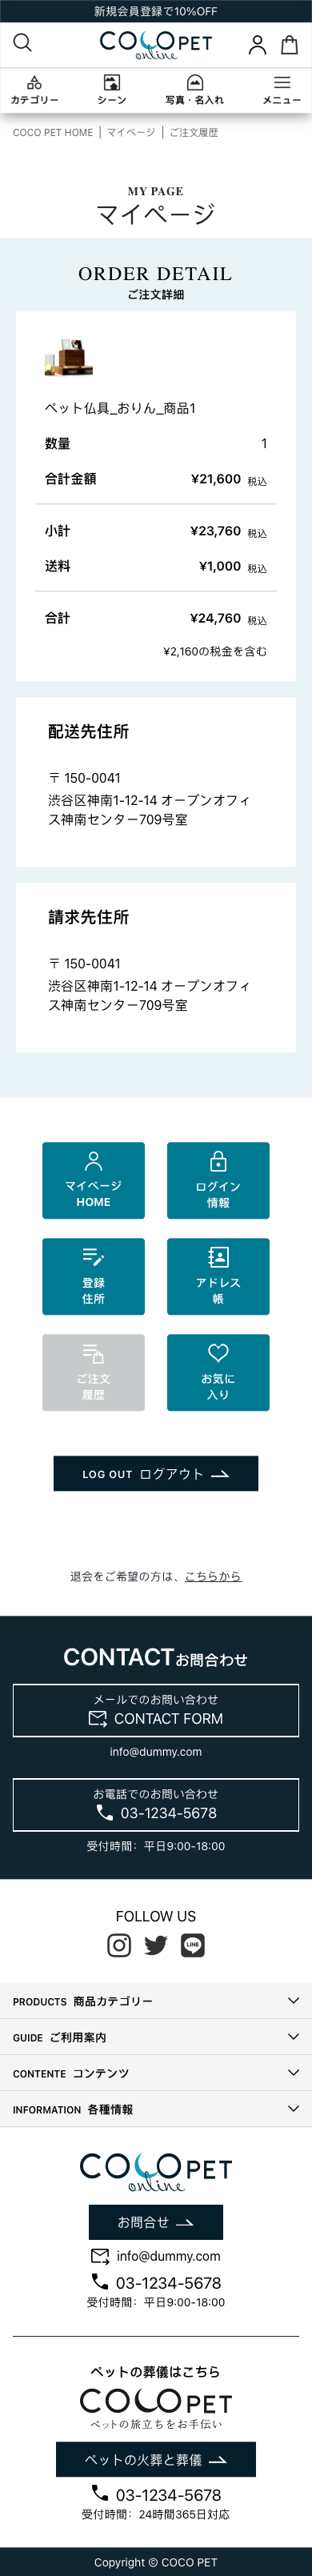 新規会員登録で10%OFF
COCOPET
online
カテゴリー シーン 写真・名入れ メニュー
COCO PET HOME | マイページ | ご注文履歴
MY PAGE
マイページ
ORDER DETAIL
ご注文詳細
ペット仏具_おりん_商品1
数量 1
合計金額 ¥21,600 税込
小計 ¥23,760 税込
送料 ¥1,000 税込
合計 ¥24,760 税込
¥2,160の税金を含む
配送先住所
〒 150-0041
渋谷区神南1-12-14 オープンオフィ
ス神南センター709号室
請求先住所
〒 150-0041
渋谷区神南1-12-14 オープンオフィ
ス神南センター709号室
マイページ
HOME
ログイン
情報
登録
住所
アドレス
帳
ご注文
履歴
お気に
入り
LOG OUT ログアウト
退会をご希望の方は、こちらから
CONTACTお問合わせ
メールでのお問い合わせ
CONTACT FORM
info@dummy.com
お電話でのお問い合わせ
03-1234-5678
受付時間：平日9:00-18:00
FOLLOW US
LINE
PRODUCTS 商品カテゴリー
GUIDE ご利用案内
CONTENTE コンテンツ
INFORMATION 各種情報
COCOPET
online
お問合せ
info@dummy.com
03-1234-5678
受付時間：平日9:00-18:00
ペットの葬儀はこちら
COCOPET
ペットの旅立ちをお手伝い
ペットの火葬と葬儀
03-1234-5678
受付時間：24時間365日対応
Copyright © COCO PET